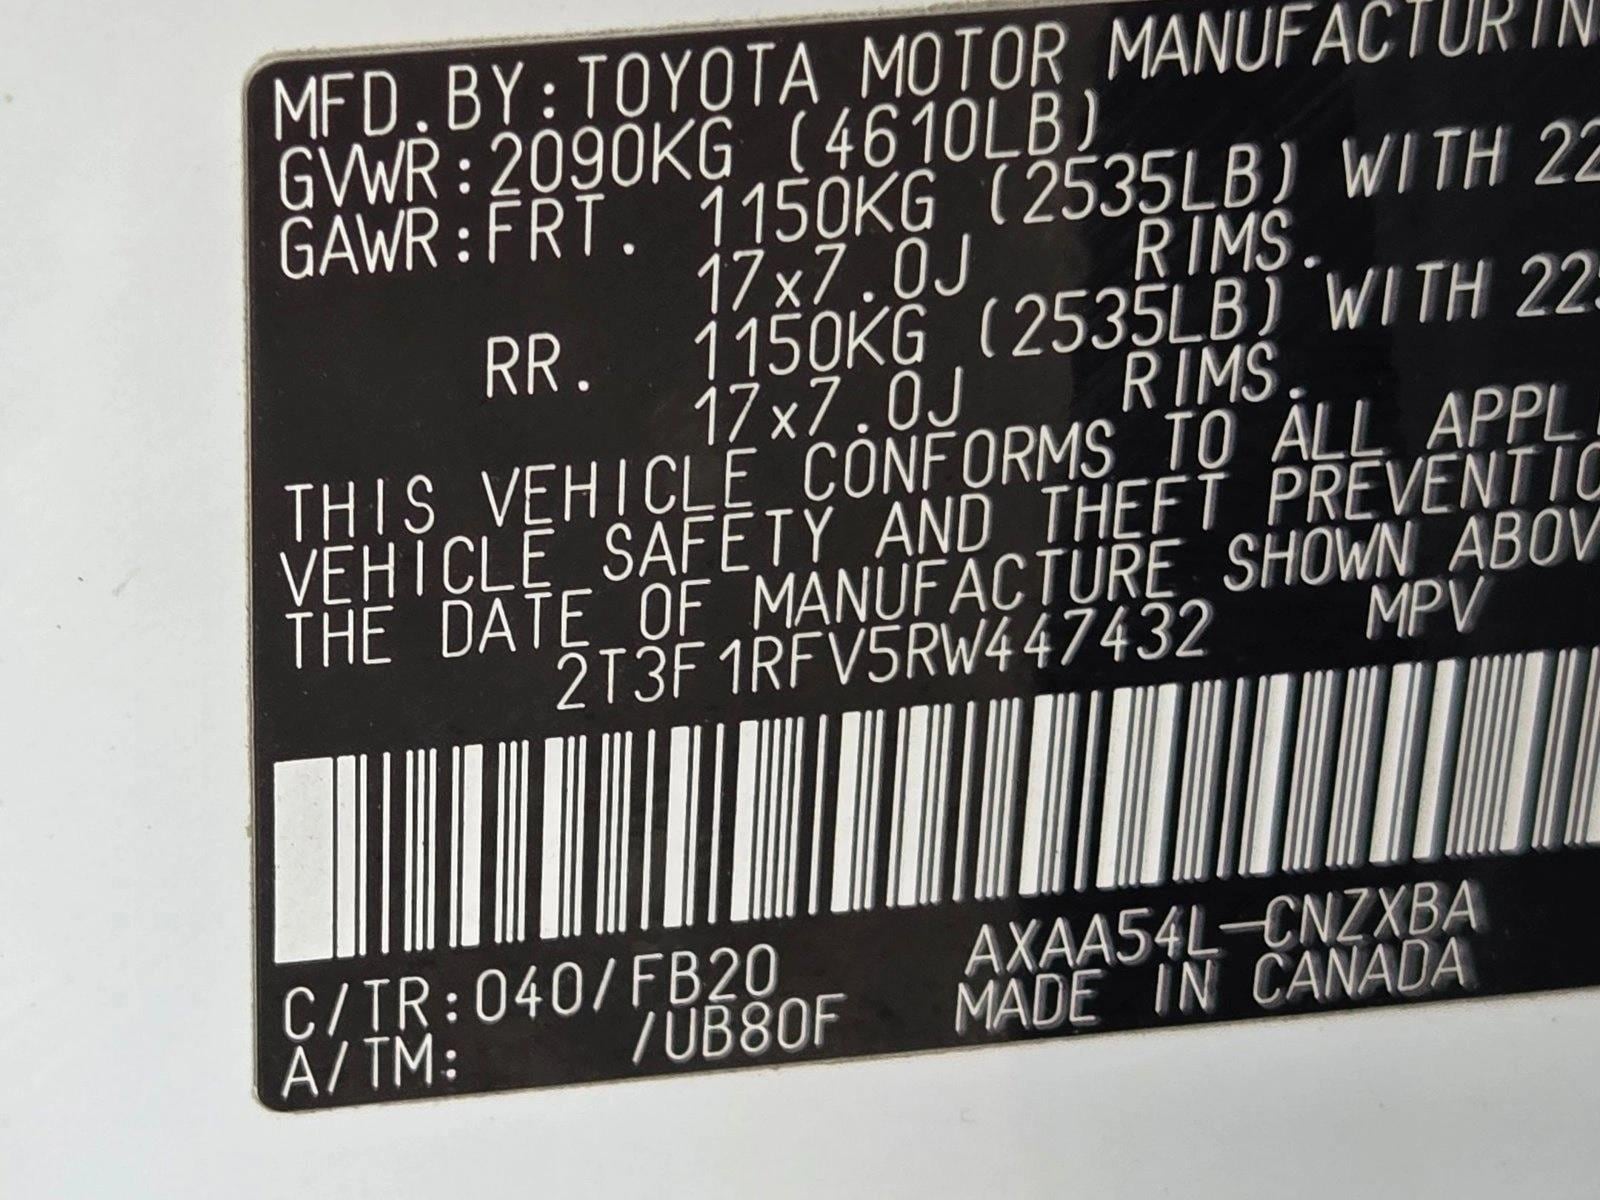 MFD.BY:TOYOTA MOTOR MANUFACTURIN
GVWR:2090KG (4610LB)
GAWR:FRT. 1150KG (2535LB) WITH 22
17x7.0J RIMS.
RR. 1150KG (2535LB) WITH 22
17x7.0J RIMS.
THIS VEHICLE CONFORMS TO ALL APPL
VEHICLE SAFETY AND THEFT PREVENTIO
THE DATE OF MANUFACTURE SHOWN ABOV
2T3F1RFV5RW447432 MPV
C/TR:040/FB20 AXAA54L-CNZXBA
A/TM: /UB80F MADE IN CANADA